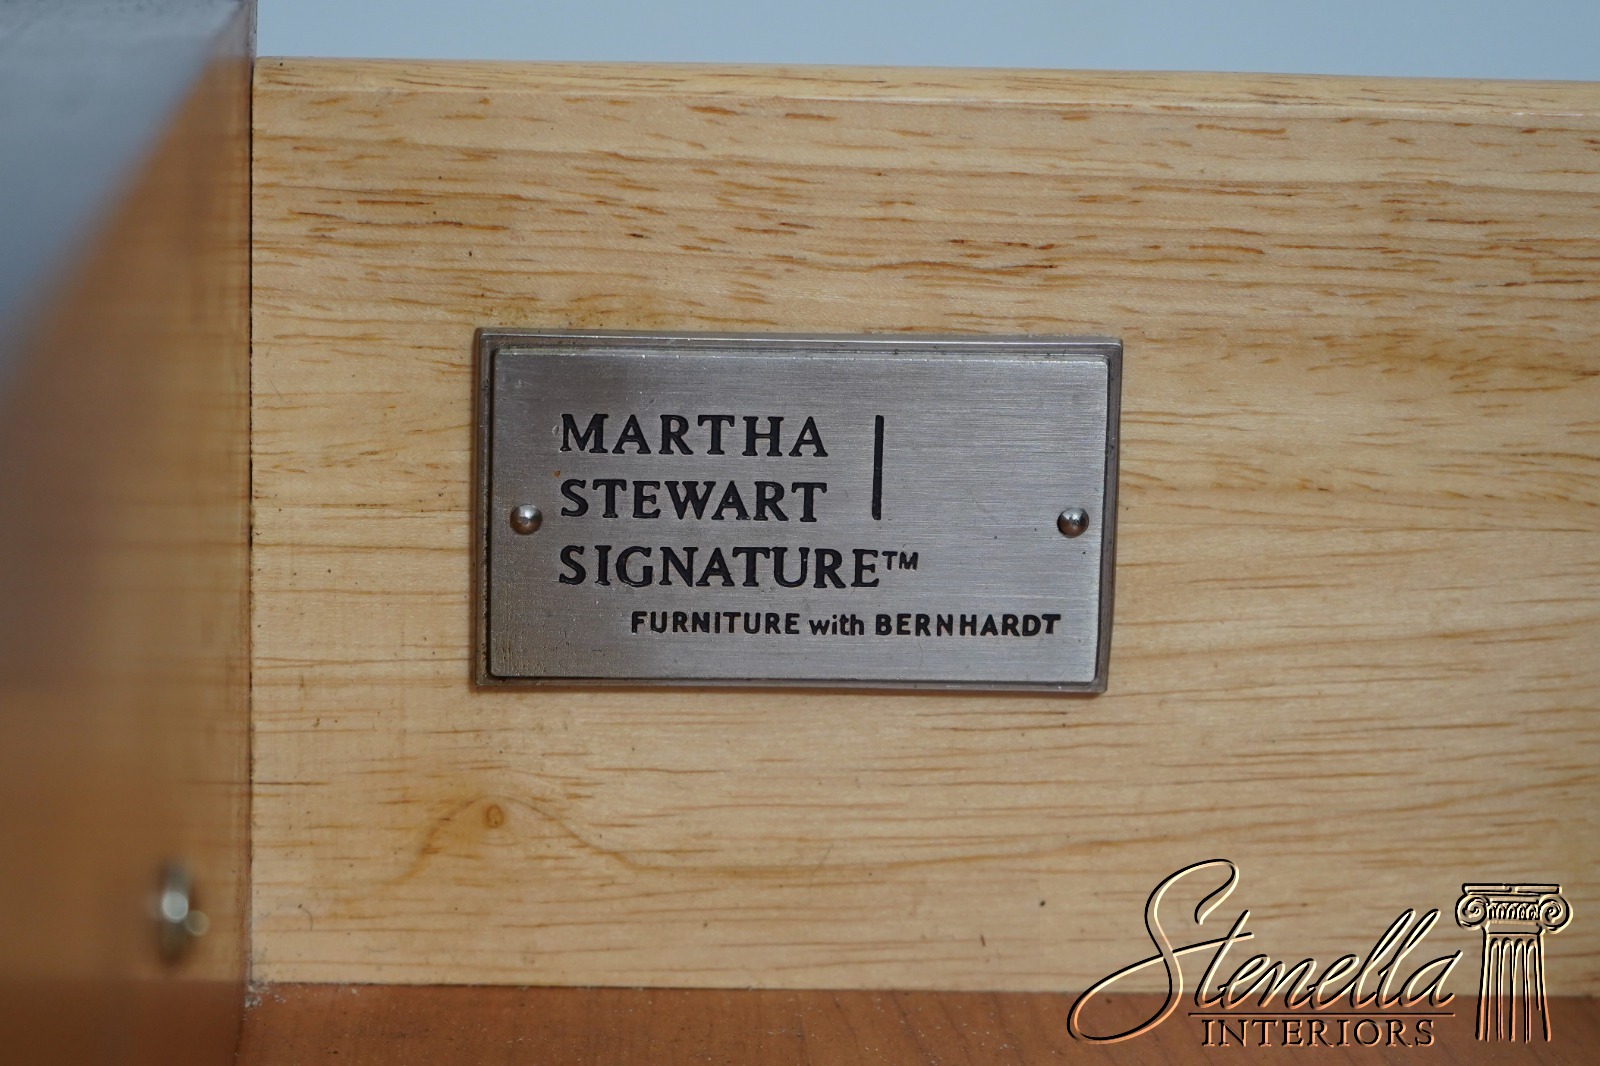 MARTHA
STEWART
SIGNATURE™
FURNITURE with BERNHARDT
Stenella
INTERIORS